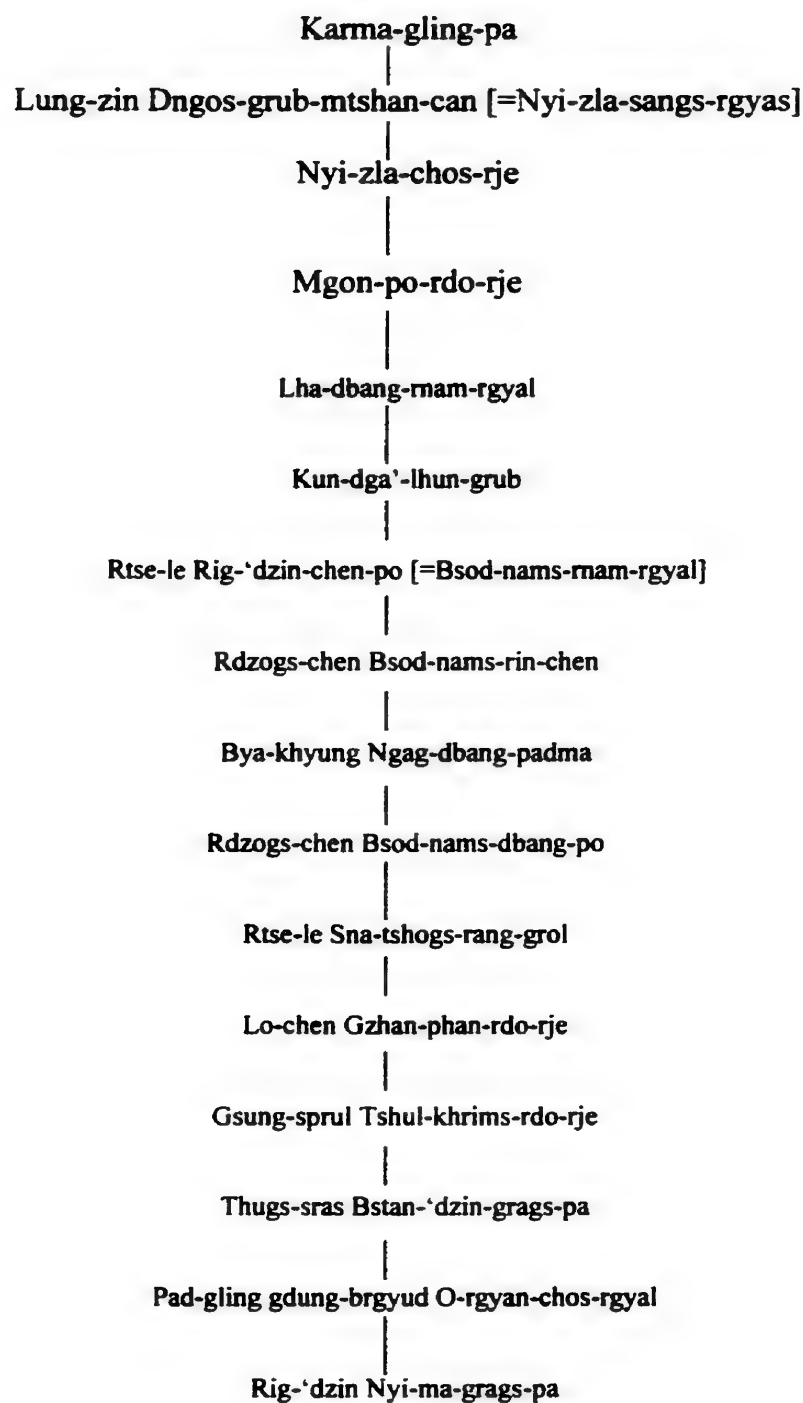 Karma-gling-pa
Lung-zin Dngos-grub-mtshan-can [=Nyi-zla-sangs-rgyas]
Nyi-zla-chos-rje
Mgon-po-rdo-rje
Lha-dbang-rnam-rgyal
Kun-dga’-lhun-grub
Rtse-le Rig-‘dzin-chen-po [=Bsod-nams-rnam-rgyal]
Rdzogs-chen Bsod-nams-rin-chen
Bya-khyung Ngag-dbang-padma
Rdzogs-chen Bsod-nams-dbang-po
Rtse-le Sna-tshogs-rang-grol
Lo-chen Gzhan-phan-rdo-rje
Gsung-sprul Tshul-khrims-rdo-rje
Thugs-sras Bstan-‘dzin-grags-pa
Pad-gling gdung-brgyud O-rgyan-chos-rgyal
Rig-‘dzin Nyi-ma-grags-pa